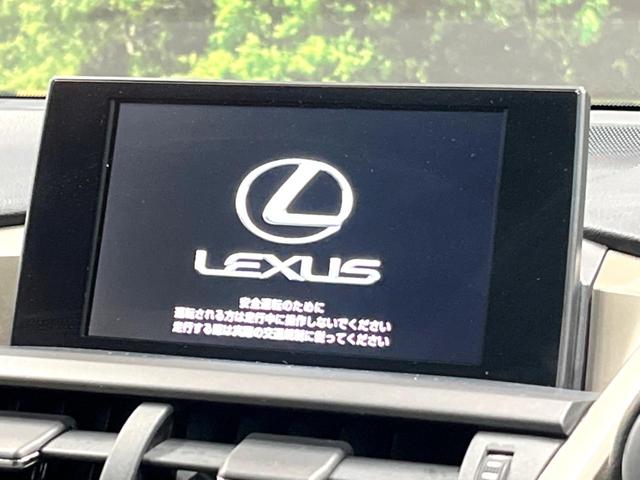 LEXUS
安全運転のために
運転される方は走行中に操作しないでください
走行する際は実際の交通規制に従ってください